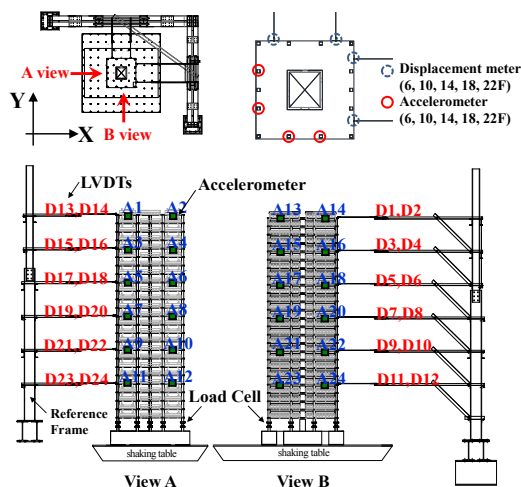 A view
Y
X
B view
Displacement meter
(6, 10, 14, 18, 22F)
Accelerometer
(6, 10, 14, 18, 22F)
LVDTs
Accelerometer
D13,D14 A1 A2
D15,D16 A3 A4
D17,D18 A5 A6
D19,D20 A7 A8
D21,D22 A9 A10
D23,D24 A11 A12
A13 A14 D1,D2
A15 A16 D3,D4
A17 A18 D5,D6
A19 A20 D7,D8
A21 A22 D9,D10
A23 A24 D11,D12
Reference
Frame
Load Cell
shaking table
shaking table
View A
View B